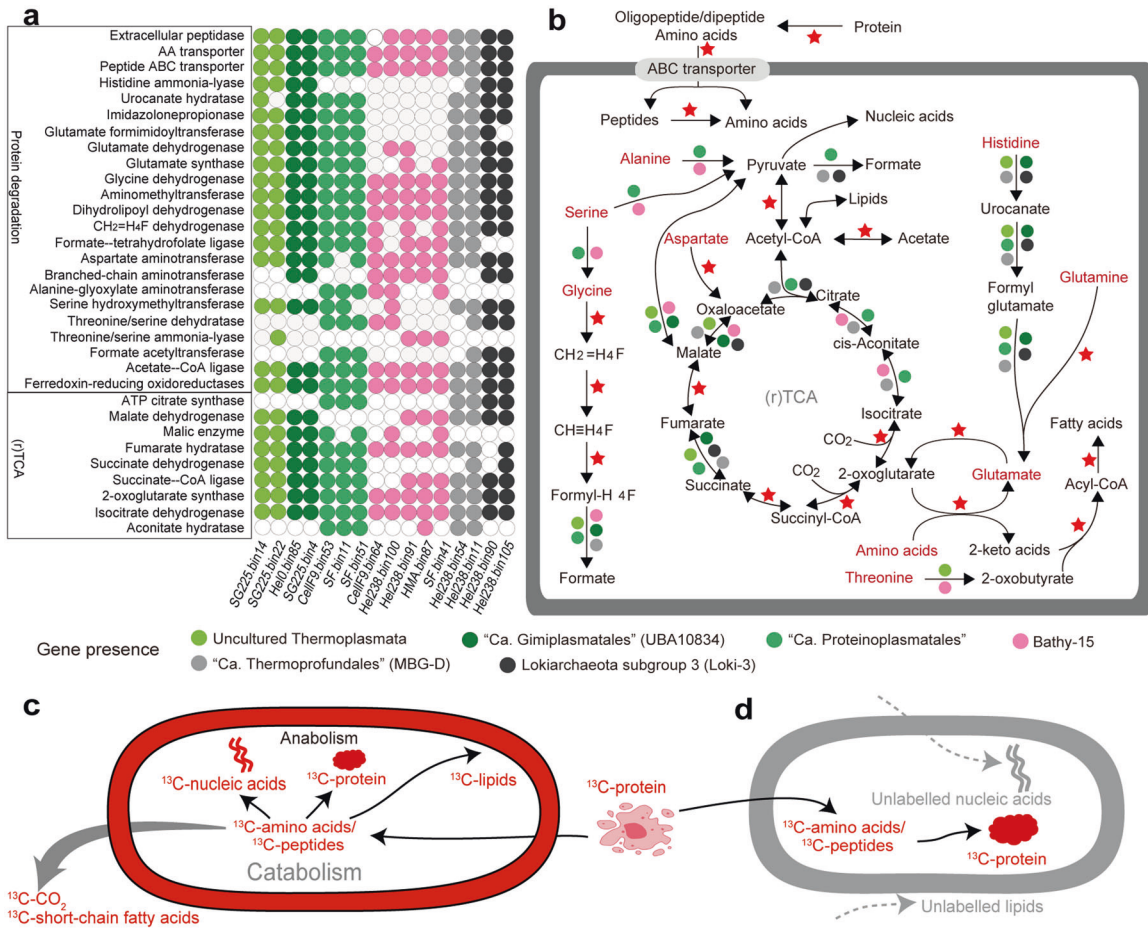 a
Protein degradation
Extracellular peptidase
AA transporter
Peptide ABC transporter
Histidine ammonia-lyase
Urocanate hydratase
Imidazolonepropionase
Glutamate formimidoyltransferase
Glutamate dehydrogenase
Glutamate synthase
Glycine dehydrogenase
Aminomethyltransferase
Dihydrolipoyl dehydrogenase
CH2=H4F dehydrogenase
Formate--tetrahydrofolate ligase
Aspartate aminotransferase
Branched-chain aminotransferase
Alanine-glyoxylate aminotransferase
Serine hydroxymethyltransferase
Threonine/serine dehydratase
Threonine/serine ammonia-lyase
Formate acetyltransferase
Acetate--CoA ligase
Ferredoxin-reducing oxidoreductases
(r)TCA
ATP citrate synthase
Malate dehydrogenase
Malic enzyme
Fumarate hydratase
Succinate dehydrogenase
Succinate--CoA ligase
2-oxoglutarate synthase
Isocitrate dehydrogenase
Aconitate hydratase
SG225.bin14
SG225.bin22
Hel0.bin85
SG225.bin4
CellF9.bin53
SF.bin11
SF.bin51
CellF9.bin64
Hel238.bin100
Hel238.bin91
HMA.bin87
SF.bin41
Hel238.bin54
Hel238.bin11
Hel238.bin90
Hel238.bin105
b
Oligopeptide/dipeptide
Amino acids
Protein
ABC transporter
Peptides
Amino acids
Nucleic acids
Alanine
Pyruvate
Formate
Histidine
Lipids
Urocanate
Serine
Aspartate
Acetyl-CoA
Acetate
Glycine
Oxaloacetate
Citrate
Formyl
glutamate
Glutamine
CH2=H4F
Malate
cis-Aconitate
(r)TCA
CH≡H4F
Fumarate
Isocitrate
CO2
Fatty acids
Formyl-H 4F
Succinate
CO2
2-oxoglutarate
Glutamate
Acyl-CoA
Succinyl-CoA
Amino acids
2-keto acids
Formate
Threonine
2-oxobutyrate
Gene presence
Uncultured Thermoplasmata
“Ca. Gimiplasmatales” (UBA10834)
“Ca. Proteinoplasmatales”
Bathy-15
“Ca. Thermoprofundales” (MBG-D)
Lokiarchaeota subgroup 3 (Loki-3)
c
Anabolism
13C-nucleic acids
13C-protein
13C-lipids
13C-amino acids/
13C-peptides
Catabolism
13C-CO2
13C-short-chain fatty acids
13C-protein
d
Unlabelled nucleic acids
13C-amino acids/
13C-peptides
13C-protein
Unlabelled lipids